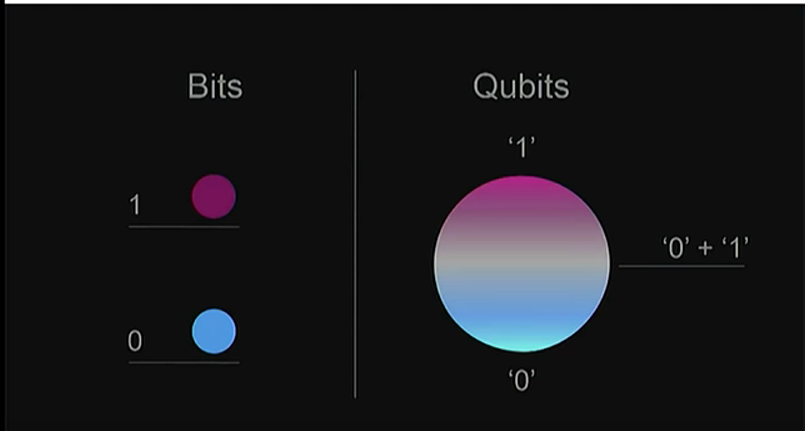 Bits
1
0
Qubits
‘1’
‘0’ + ‘1’
‘0’